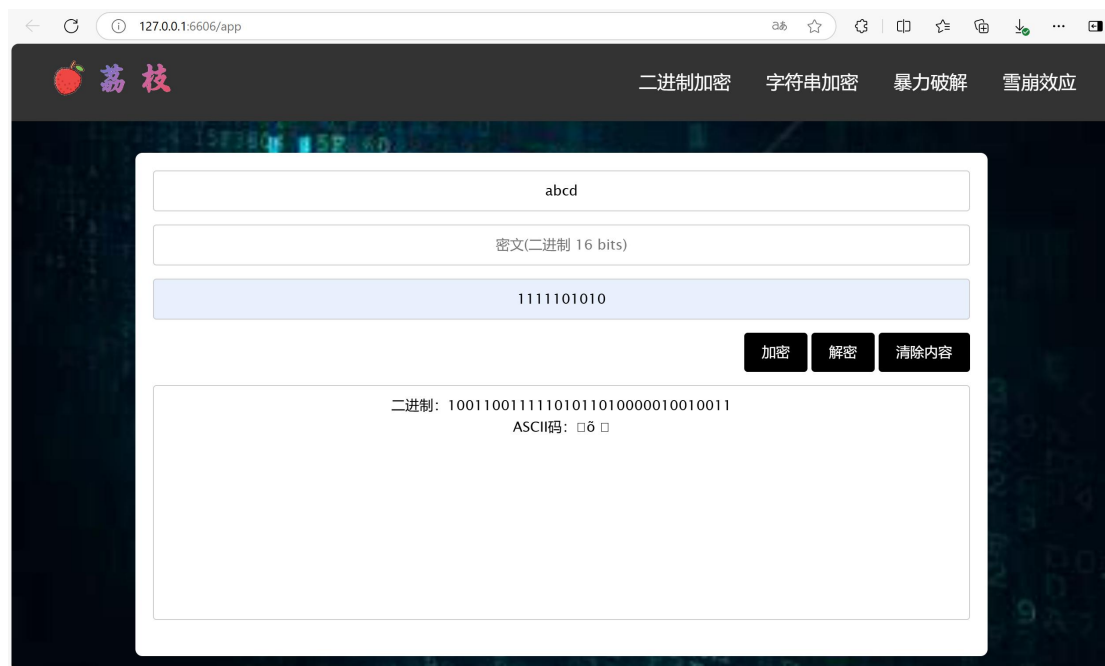 127.0.0.1:6606/app
荔枝
二进制加密 字符串加密 暴力破解 雪崩效应
abcd
密文(二进制 16 bits)
1111101010
加密 解密 清除内容
二进制：10011001111101011010000010010011
ASCII码：□õ □